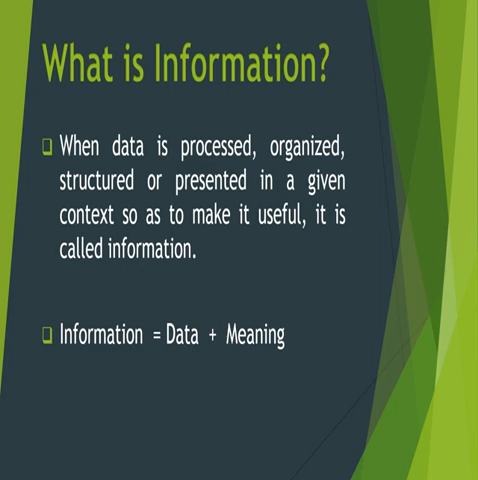 What is Information?
When data is processed, organized,
structured or presented in a given
context so as to make it useful, it is
called information.
Information = Data + Meaning